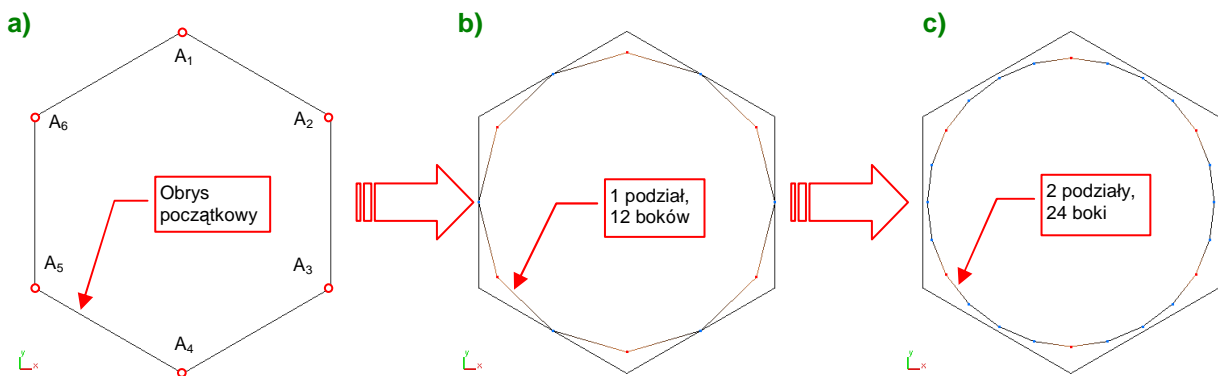 a)
b)
c)
A1
A6
A2
Obrys
początkowy
1 podział,
12 boków
2 podziały,
24 boki
A5
A3
A4
y
x
y
x
y
x